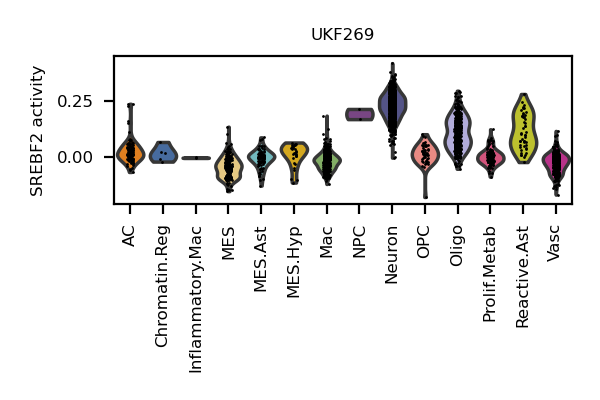 UKF269
SREBF2 activity
0.25
0.00
AC
Chromatin.Reg
Inflammatory.Mac
MES
MES.Ast
MES.Hyp
Mac
NPC
Neuron
OPC
Oligo
Prolif.Metab
Reactive.Ast
Vasc